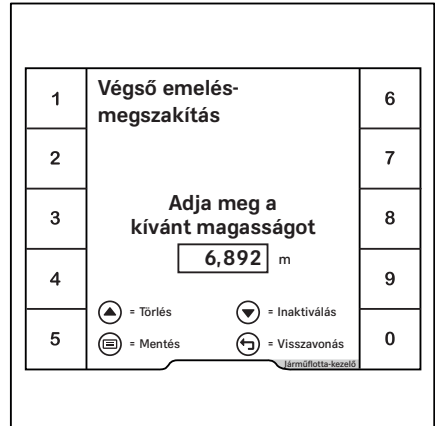 Végső emelés-
megszakítás
1
2
3
4
5
6
7
8
9
0
Adja meg a
kívánt magasságot
6,892 m
= Törlés
= Inaktiválás
= Mentés
= Visszavonás
Járműflotta-kezelő